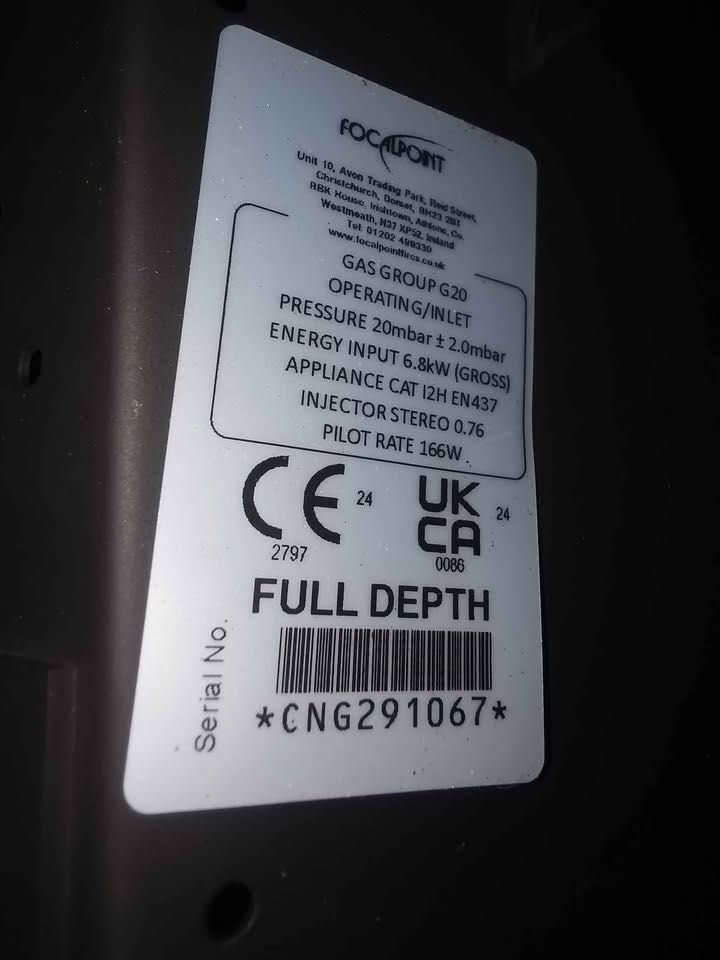 FOCALPOINT
Unit 10, Avon Trading Park, Reid Street,
Christchurch, Dorset, BH23 2BT
RBK House, Irishtown, Athlone, Co.
Westmeath, N37 XP52, Ireland
Tel: 01202 499330
www.focalpointfires.co.uk
GAS GROUP G20
OPERATING/INLET
PRESSURE 20mbar ± 2.0mbar
ENERGY INPUT 6.8kW (GROSS)
APPLIANCE CAT I2H EN437
INJECTOR STEREO 0.76
PILOT RATE 166W
CE 24
2797
UK
CA 24
0086
FULL DEPTH
Serial No.
*CNG291067*